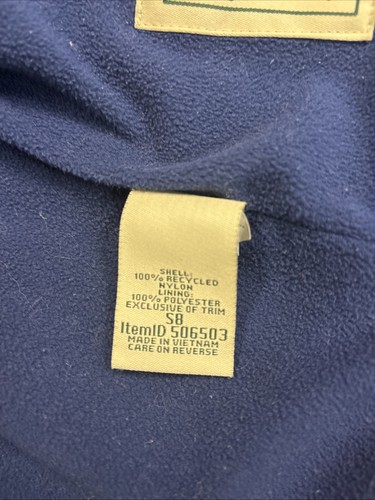 SHELL:
100% RECYCLED
NYLON
LINING:
100% POLYESTER
EXCLUSIVE OF TRIM
S8
ItemID 506503
MADE IN VIETNAM
CARE ON REVERSE